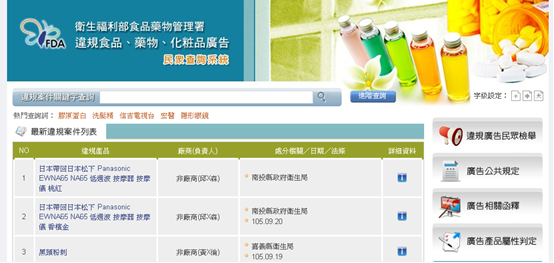 FDA
衛生福利部食品藥物管理署
違規食品、藥物、化粧品廣告
民眾查詢系統
違規案件關鍵字查詢 進階查詢 字級設定：
熱門查詢詞： 膠原蛋白 洗髮精 信吉電視台 宏醫 隱形眼鏡
最新違規案件列表
NO 違規產品 廠商(負責人) 處分機關／日期／法條 詳細資料
1 日本帶回日本松下 Panasonic
EWNA65 NA65 低週波 按摩器 按摩
儀 桃紅
非廠商(邱X森) 南投縣政府衛生局
2 日本帶回日本松下 Panasonic
EWNA65 NA65 低週波 按摩器 按摩
儀 香檳金
非廠商(邱X森) 南投縣政府衛生局
105.09.20
3 黑頭粉刺 非廠商(黃X倫) 嘉義縣衛生局
105.09.19
違規廣告民眾檢舉
廣告公共規定
廣告相關函釋
廣告產品屬性判定